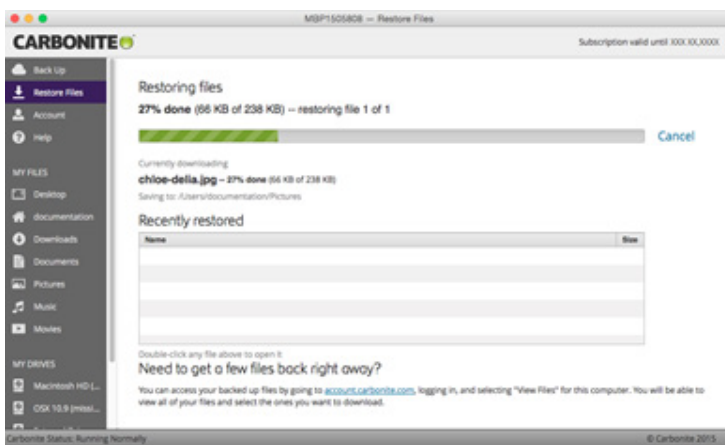 MBP1505808 — Restore Files
CARBONITE
Subscription valid until XXX XX,XXXX
Back Up
Restore Files
Account
Help
MY FILES
Desktop
documentation
Downloads
Documents
Pictures
Music
Movies
MY DRIVES
Macintosh HD (...
OSX 10.9 (missi...
Restoring files
27% done (66 KB of 238 KB) — restoring file 1 of 1
Cancel
Currently downloading
chloe-delia.jpg – 27% done (66 KB of 238 KB)
Saving to: /Users/documentation/Pictures
Recently restored
Name Size
Double-click any file above to open it
Need to get a few files back right away?
You can access your backed up files by going to account.carbonite.com, logging in, and selecting "View Files" for this computer. You will be able to
view all of your files and select the ones you want to download.
Carbonite Status: Running Normally
© Carbonite 2015